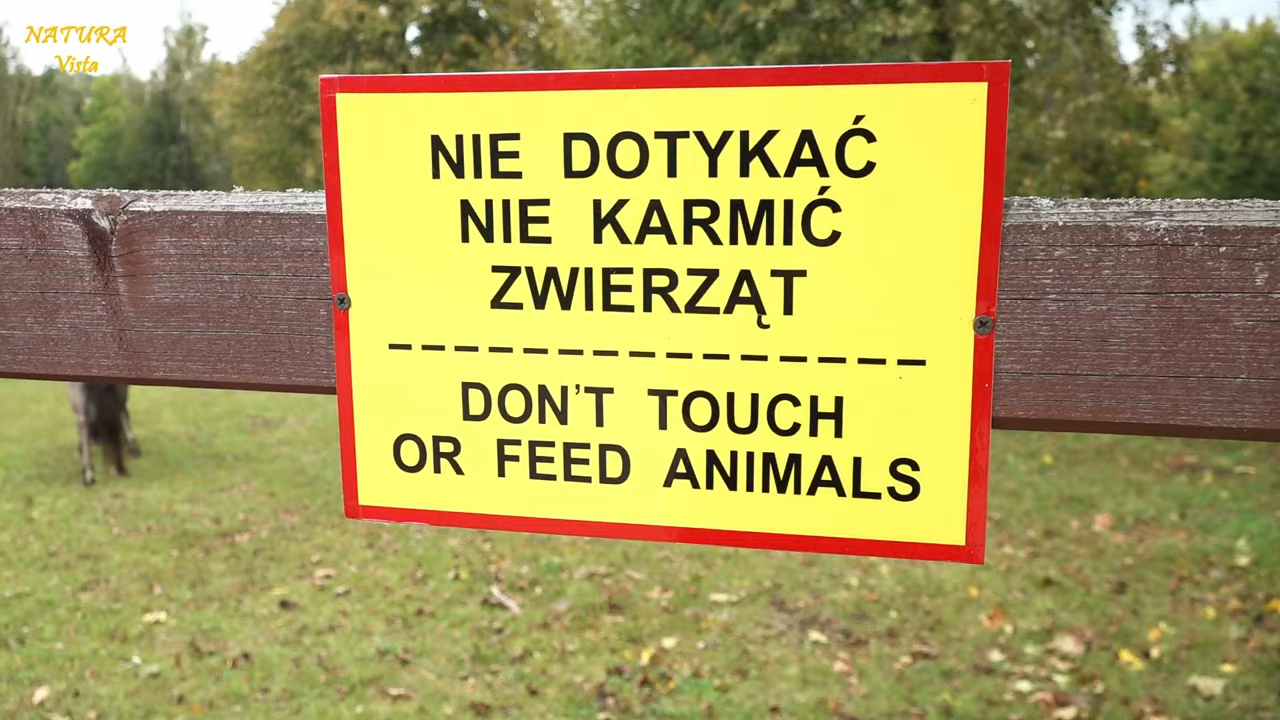 NATURA
Vista
NIE DOTYKAĆ
NIE KARMIĆ
ZWIERZĄT
DON'T TOUCH
OR FEED ANIMALS